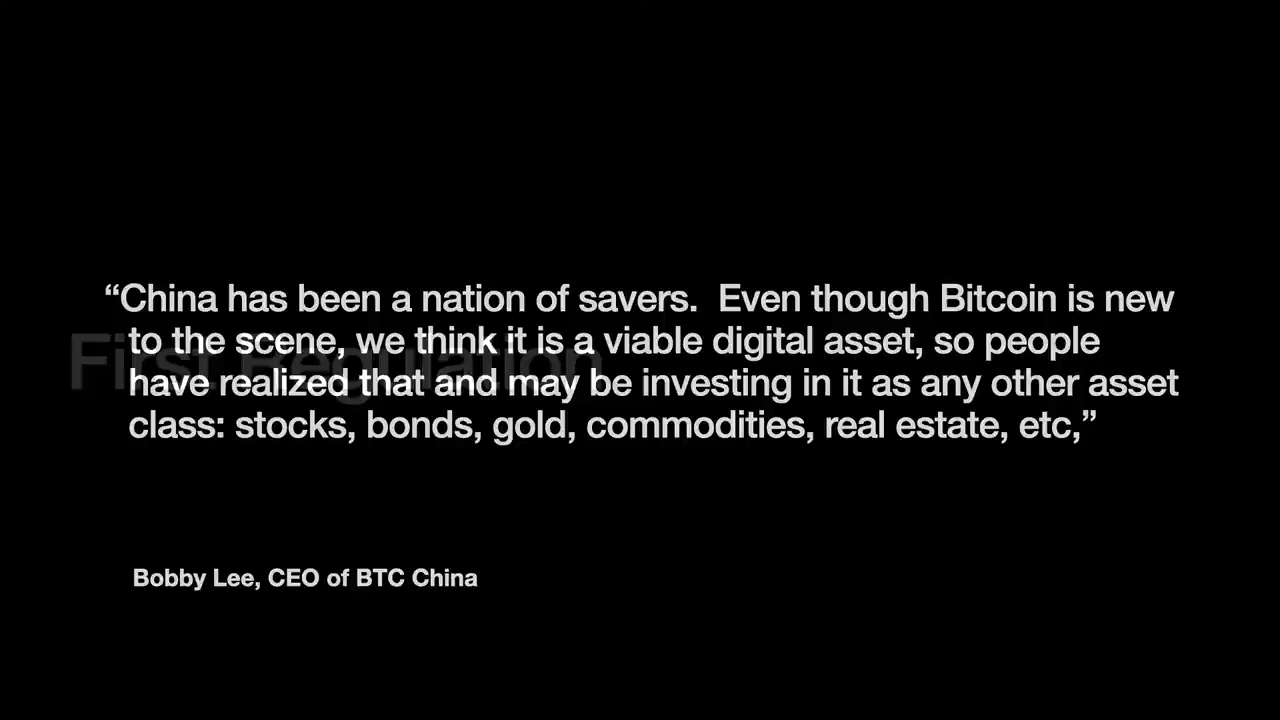 “China has been a nation of savers.  Even though Bitcoin is new
to the scene, we think it is a viable digital asset, so people
have realized that and may be investing in it as any other asset
class: stocks, bonds, gold, commodities, real estate, etc,”
First Regulation
Bobby Lee, CEO of BTC China